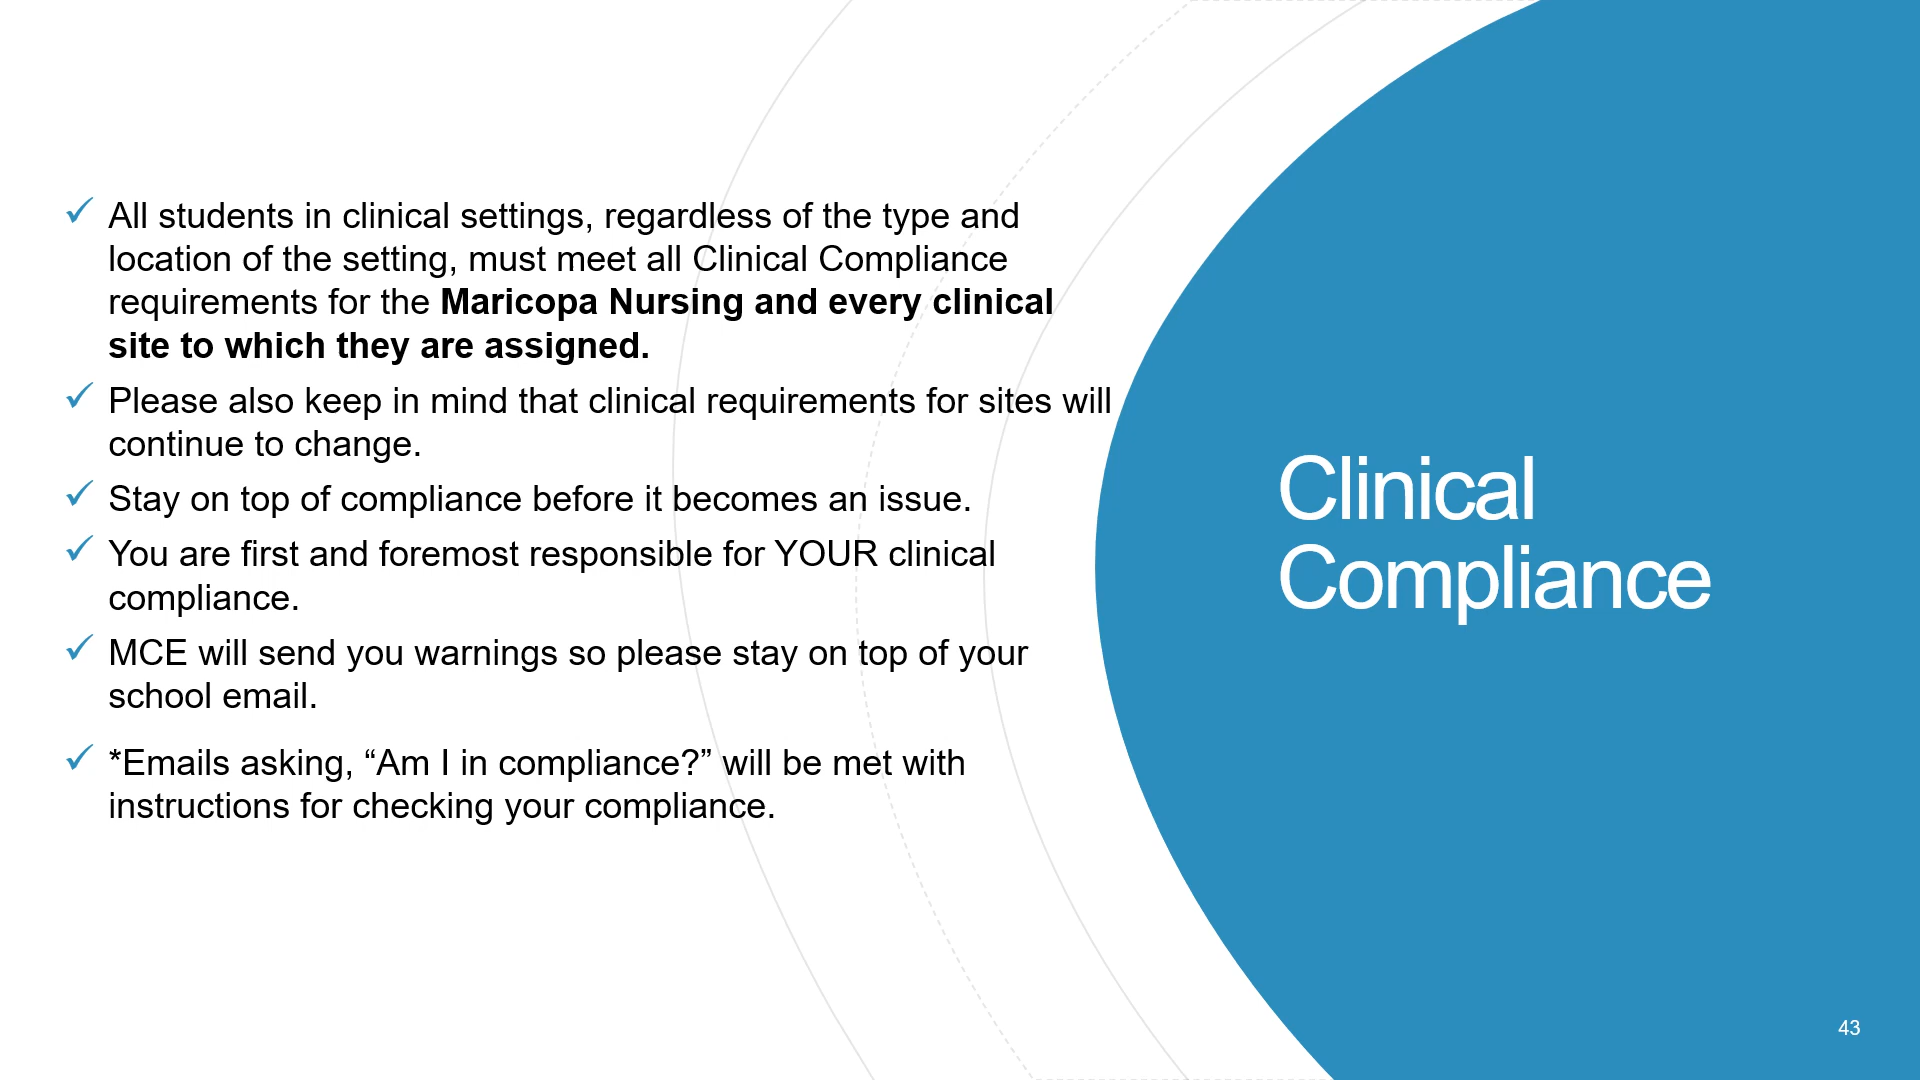 All students in clinical settings, regardless of the type and
location of the setting, must meet all Clinical Compliance
requirements for the Maricopa Nursing and every clinical
site to which they are assigned.
Please also keep in mind that clinical requirements for sites will
continue to change.
Stay on top of compliance before it becomes an issue.
You are first and foremost responsible for YOUR clinical
compliance.
MCE will send you warnings so please stay on top of your
school email.
*Emails asking, “Am I in compliance?” will be met with
instructions for checking your compliance.
Clinical
Compliance
43